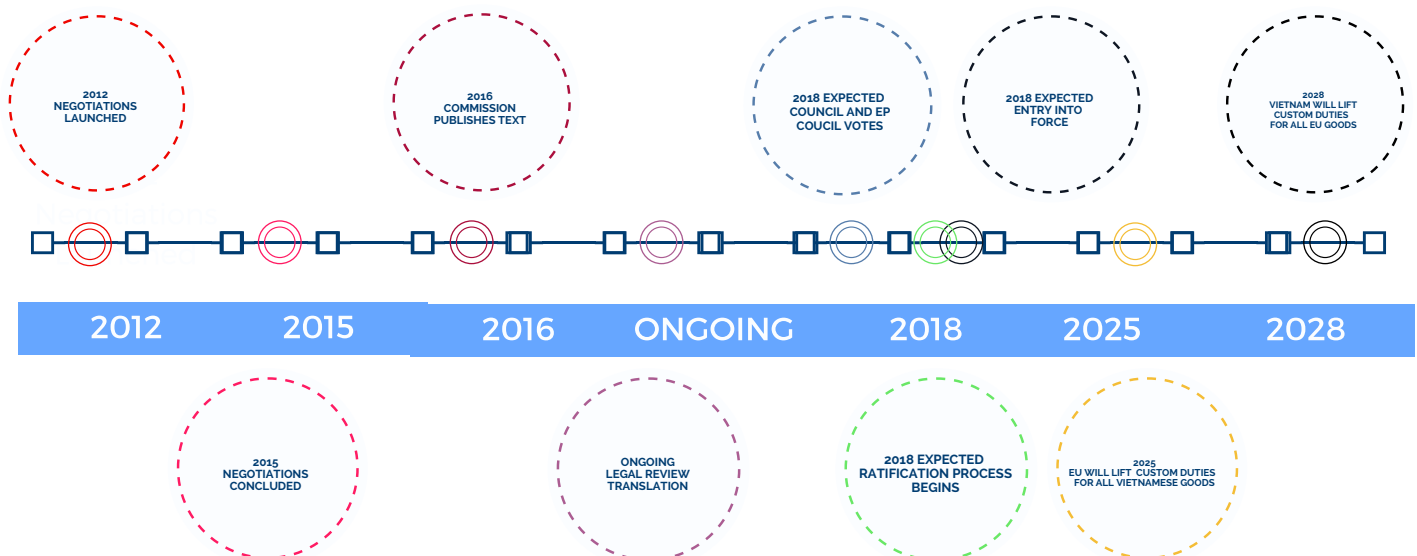 2012
NEGOTIATIONS
LAUNCHED
2016
COMMISSION
PUBLISHES TEXT
2018 EXPECTED
COUNCIL AND EP
COUCIL VOTES
2018 EXPECTED
ENTRY INTO
FORCE
2028
VIETNAM WILL LIFT
CUSTOM DUTIES
FOR ALL EU GOODS
Negotiations
2012
2015
2016
ONGOING
2018
2025
2028
2015
NEGOTIATIONS
CONCLUDED
ONGOING
LEGAL REVIEW
TRANSLATION
2018 EXPECTED
RATIFICATION PROCESS
BEGINS
2025
EU WILL LIFT CUSTOM DUTIES
FOR ALL VIETNAMESE GOODS